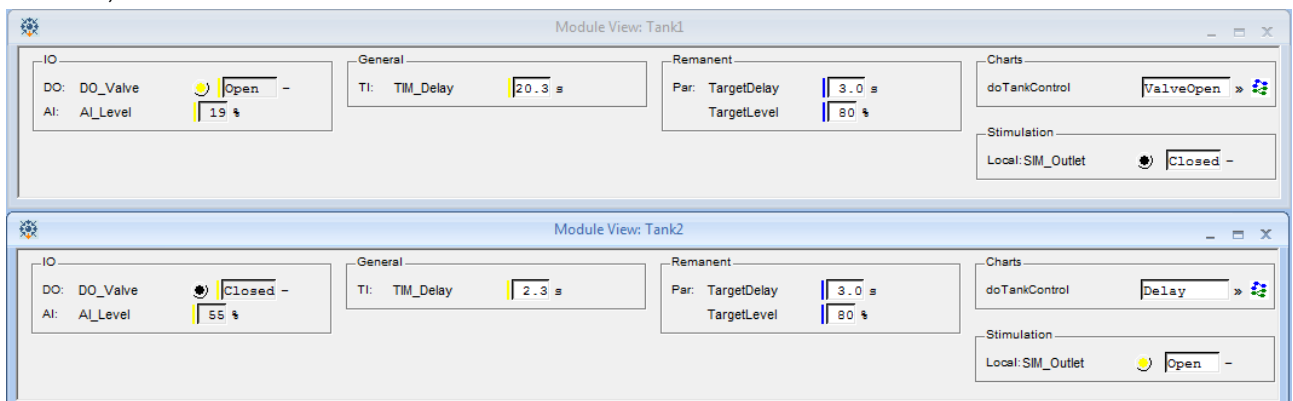 Module View: Tank1
IO General Remanent Charts
DO: DO_Valve Open - TI: TIM_Delay 20.3 s Par: TargetDelay 3.0 s doTankControl ValveOpen »
AI: AI_Level 19 % TargetLevel 80 %
Stimulation
Local: SIM_Outlet Closed -
Module View: Tank2
IO General Remanent Charts
DO: DO_Valve Closed - TI: TIM_Delay 2.3 s Par: TargetDelay 3.0 s doTankControl Delay »
AI: AI_Level 55 % TargetLevel 80 %
Stimulation
Local: SIM_Outlet Open -